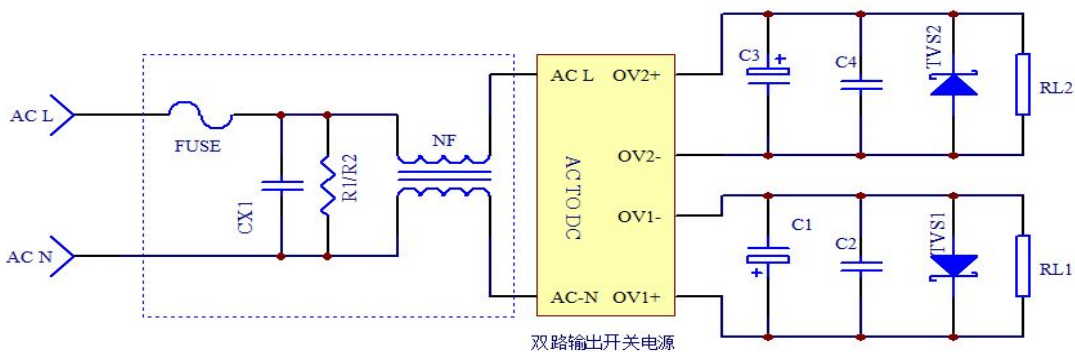 AC L
FUSE
CX1
R1/R2
NF
AC N
AC L
OV2+
OV2-
AC TO DC
OV1-
AC-N
OV1+
C3
+
C4
TVS2
RL2
C1
+
C2
TVS1
RL1
双路输出开关电源